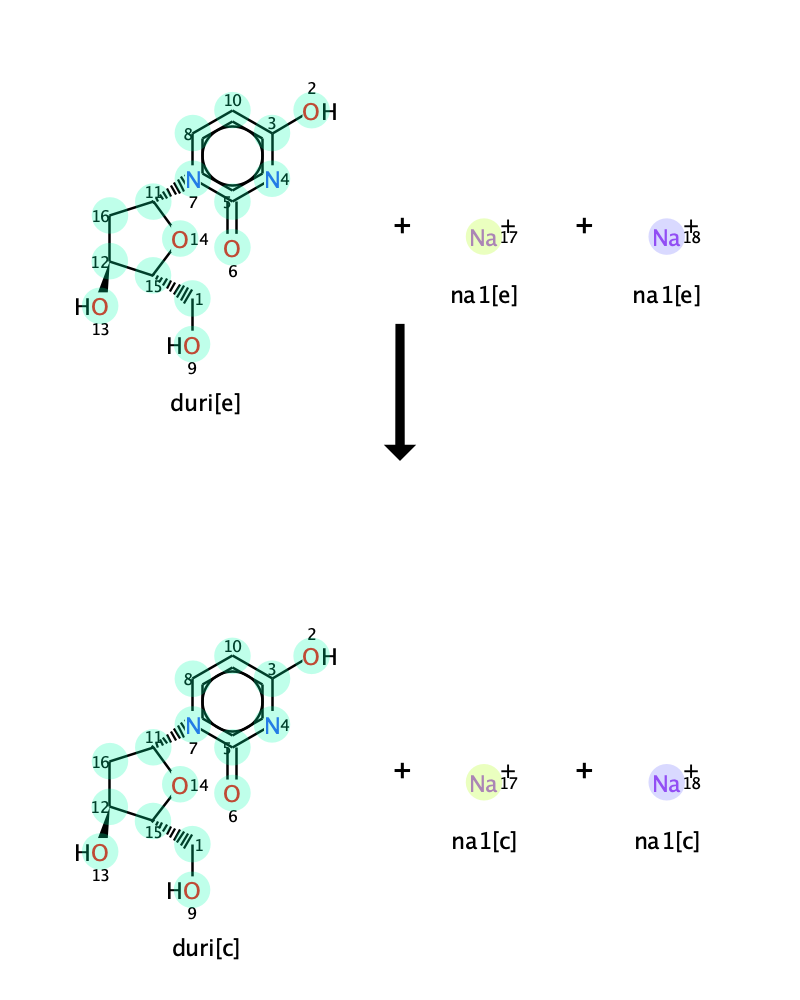 2
10
OH
3
8
N
N4
11
7
5
16
O14
O
12
6
15
1
HO
13
HO
9
duri[e]
+
Na+17
na1[e]
+
Na+18
na1[e]
2
10
OH
3
8
N
N4
11
7
5
16
O14
O
12
6
15
1
HO
13
HO
9
duri[c]
+
Na+17
na1[c]
+
Na+18
na1[c]